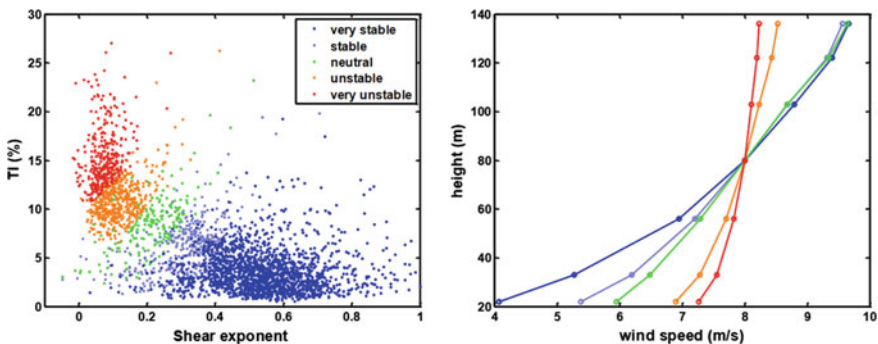 30
25
20
15
10
5
0
TI (%)
0 0.2 0.4 0.6 0.8 1
Shear exponent
very stable
stable
neutral
unstable
very unstable
140
120
100
80
60
40
20
height (m)
4 5 6 7 8 9 10
wind speed (m/s)